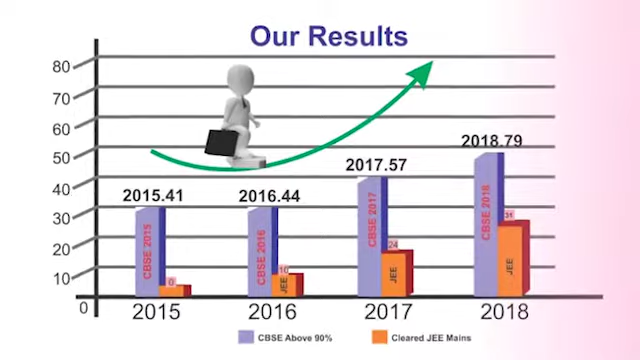 Our Results
80
70
60
50
40
30
20
10
0
2015.41
2016.44
2017.57
2018.79
CBSE 2015
0
CBSE 2016
10
JEE
CBSE 2017
24
JEE
CBSE 2018
31
JEE
2015 2016 2017 2018
CBSE Above 90% Cleared JEE Mains